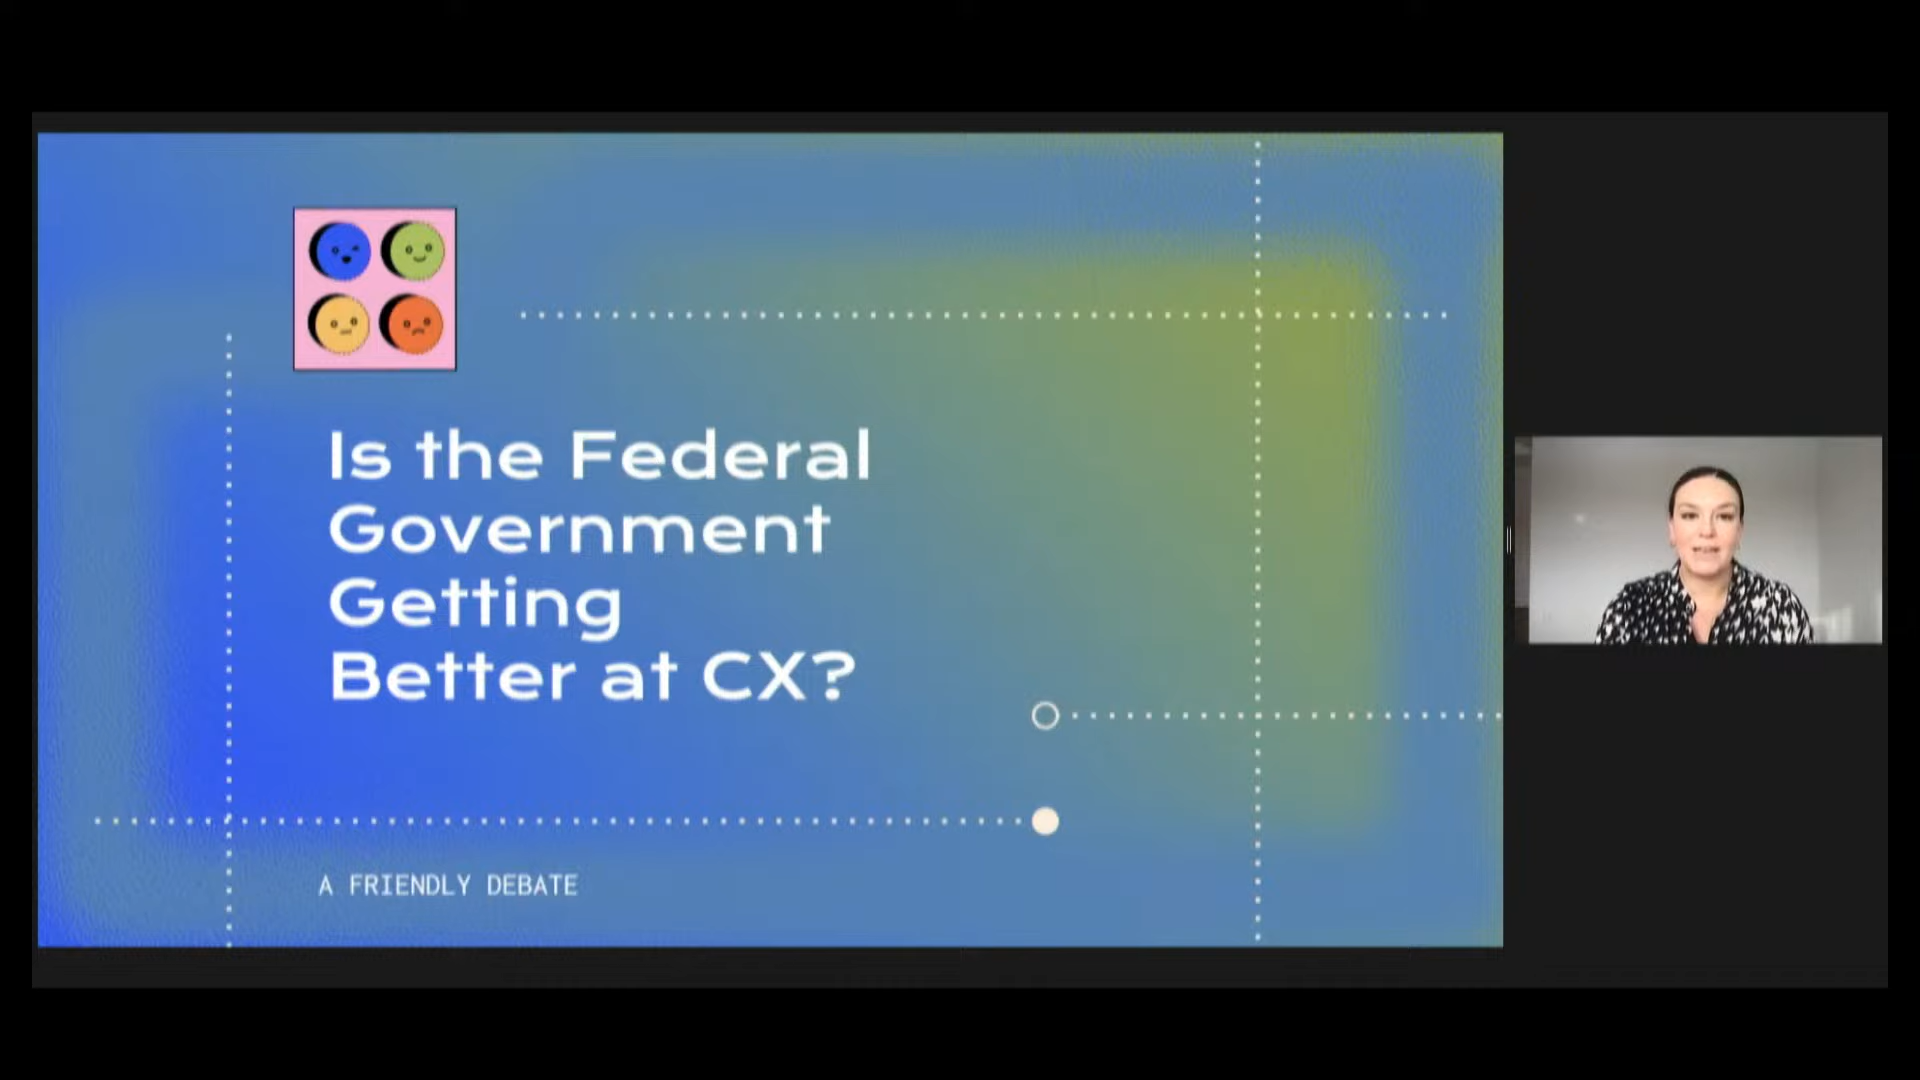 Is the Federal
Government
Getting
Better at CX?
A FRIENDLY DEBATE